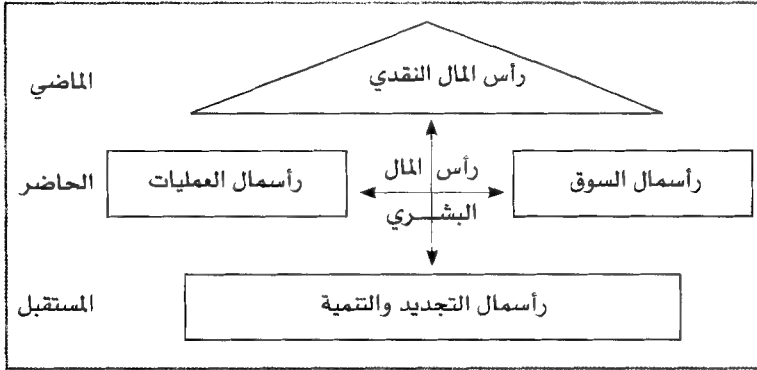 رأس المال النقدي
الماضي
رأس المال
البشري
رأسمال السوق
رأسمال العمليات
الحاضر
رأسمال التجديد والتنمية
المستقبل